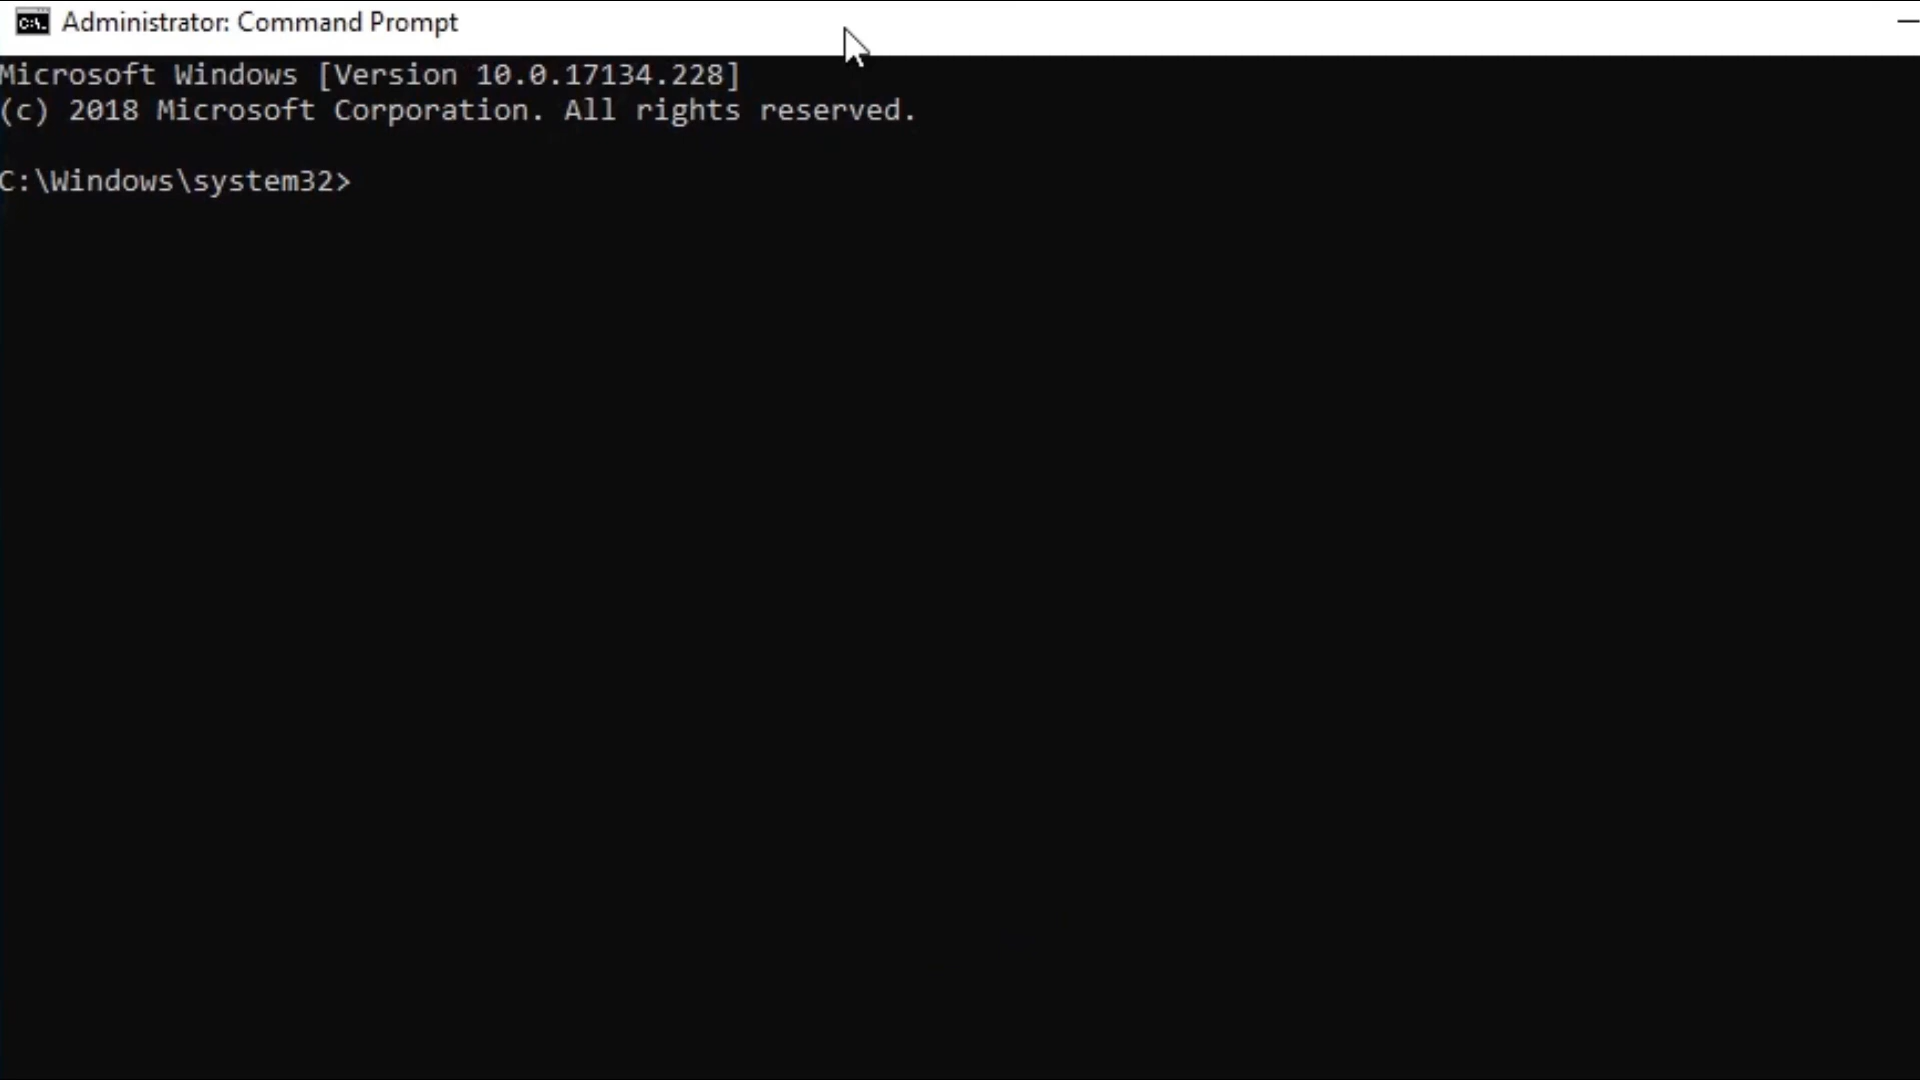 Administrator: Command Prompt
Microsoft Windows [Version 10.0.17134.228]
(c) 2018 Microsoft Corporation. All rights reserved.
C:\Windows\system32>